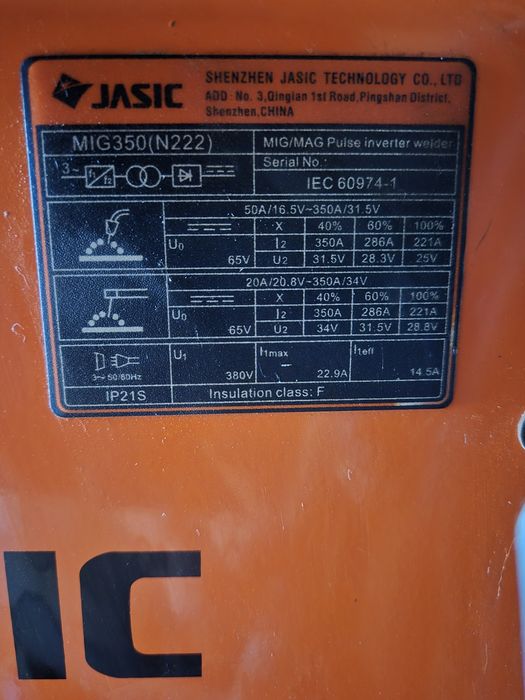 JASIC
SHENZHEN JASIC TECHNOLOGY CO., LTD
ADD: No. 3,Qinglan 1st Road,Pingshan District,
Shenzhen,CHINA
MIG350(N222)
MIG/MAG Pulse inverter welder
3~ f1 f2
Serial No.:
IEC 60974-1
50A/16.5V~350A/31.5V
X 40% 60% 100%
I2 350A 286A 221A
U0 65V U2 31.5V 28.3V 25V
20A/20.8V~350A/34V
X 40% 60% 100%
I2 350A 286A 221A
U0 65V U2 34V 31.5V 28.8V
3~ 50/60Hz
U1 380V I1max 22.9A I1eff 14.5A
IP21S
Insulation class: F
IC